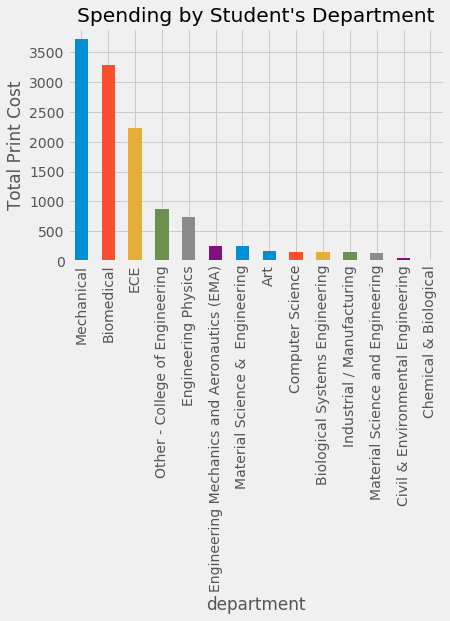 Spending by Student's Department
Total Print Cost
3500
3000
2500
2000
1500
1000
500
0
Mechanical
Biomedical
ECE
Other - College of Engineering
Engineering Physics
Engineering Mechanics and Aeronautics (EMA)
Material Science &  Engineering
Art
Computer Science
Biological Systems Engineering
Industrial / Manufacturing
Material Science and Engineering
Civil & Environmental Engineering
Chemical & Biological
department